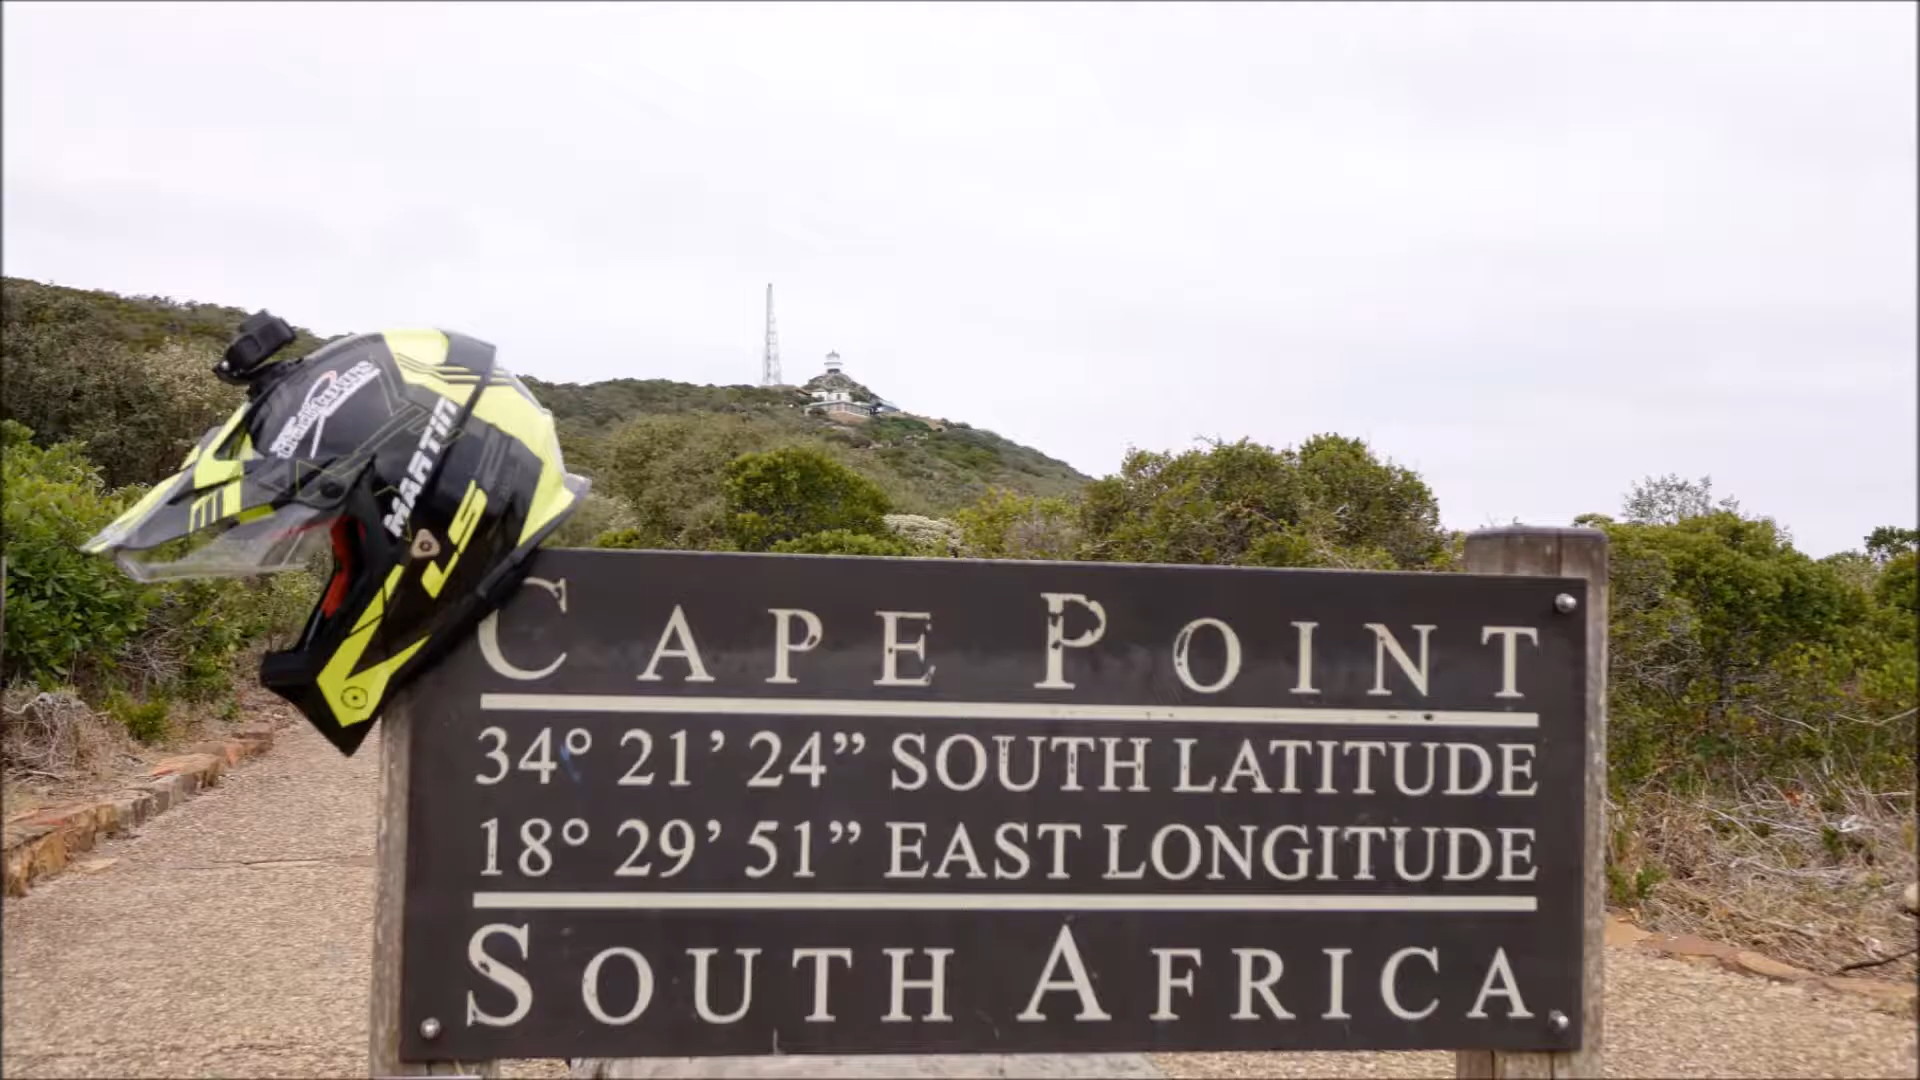 MARTIN
LS
CAPE POINT
34° 21’ 24” SOUTH LATITUDE
18° 29’ 51” EAST LONGITUDE
SOUTH AFRICA